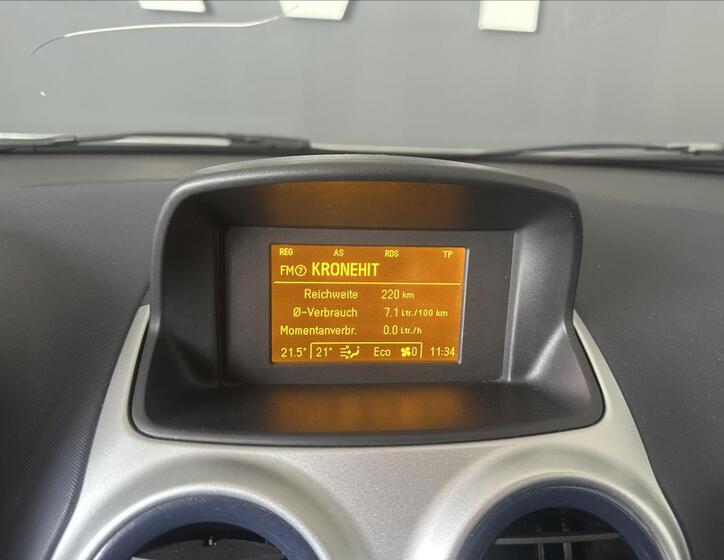 REG AS RDS TP
FM⑦ KRONEHIT
Reichweite 220 km
Ø-Verbrauch 7.1 Ltr./100 km
Momentanverbr. 0.0 Ltr./h
21.5° 21° Eco 0 11:34